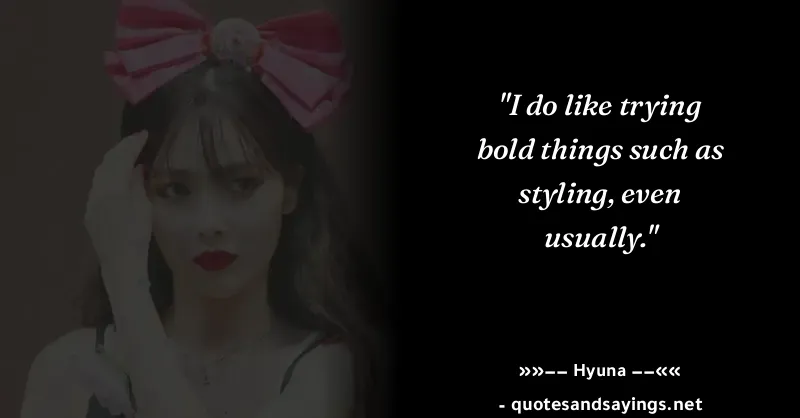 "I do like trying
bold things such as
styling, even
usually."
»»−− Hyuna −−««
- quotesandsayings.net